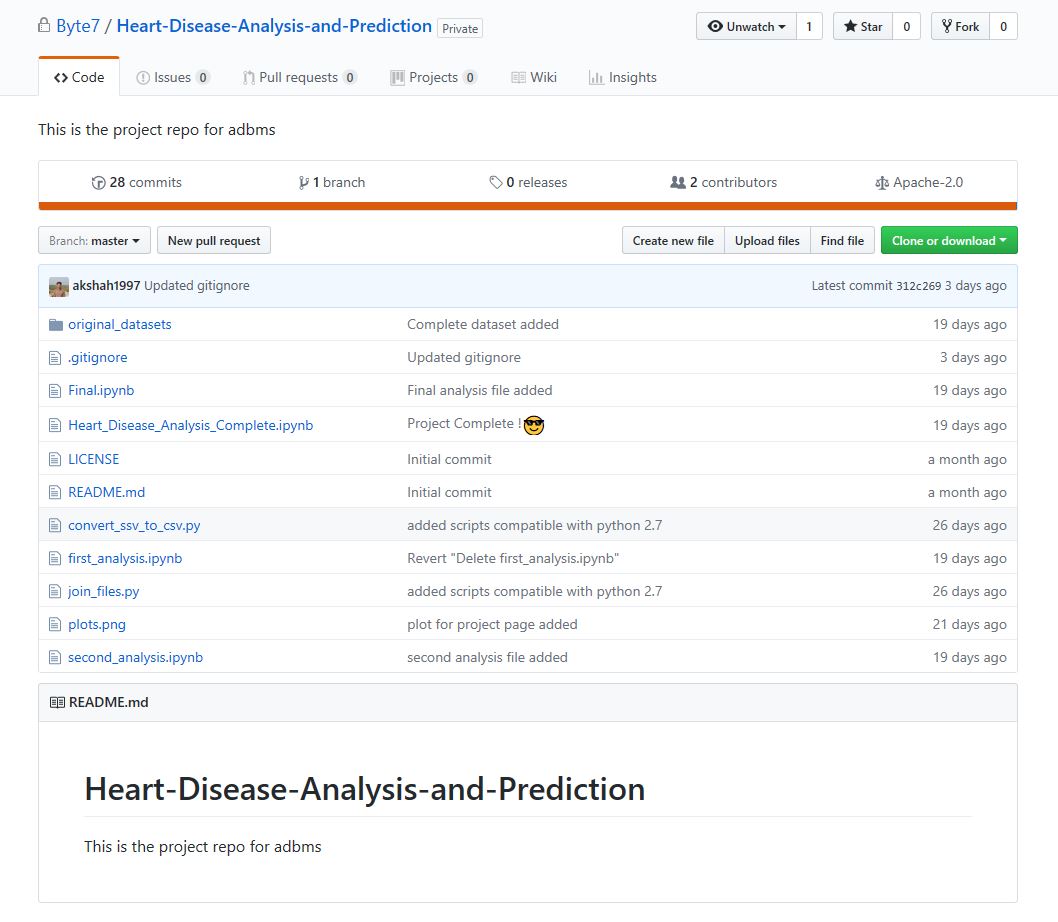 Byte7 / Heart-Disease-Analysis-and-Prediction Private Unwatch 1 Star 0 Fork 0
Code Issues 0 Pull requests 0 Projects 0 Wiki Insights
This is the project repo for adbms
28 commits 1 branch 0 releases 2 contributors Apache-2.0
Branch: master New pull request Create new file Upload files Find file Clone or download
akshah1997 Updated gitignore Latest commit 312c269 3 days ago
original_datasets Complete dataset added 19 days ago
.gitignore Updated gitignore 3 days ago
Final.ipynb Final analysis file added 19 days ago
Heart_Disease_Analysis_Complete.ipynb Project Complete ! 😎 19 days ago
LICENSE Initial commit a month ago
README.md Initial commit a month ago
convert_ssv_to_csv.py added scripts compatible with python 2.7 26 days ago
first_analysis.ipynb Revert "Delete first_analysis.ipynb" 19 days ago
join_files.py added scripts compatible with python 2.7 26 days ago
plots.png plot for project page added 21 days ago
second_analysis.ipynb second analysis file added 19 days ago
README.md
Heart-Disease-Analysis-and-Prediction
This is the project repo for adbms